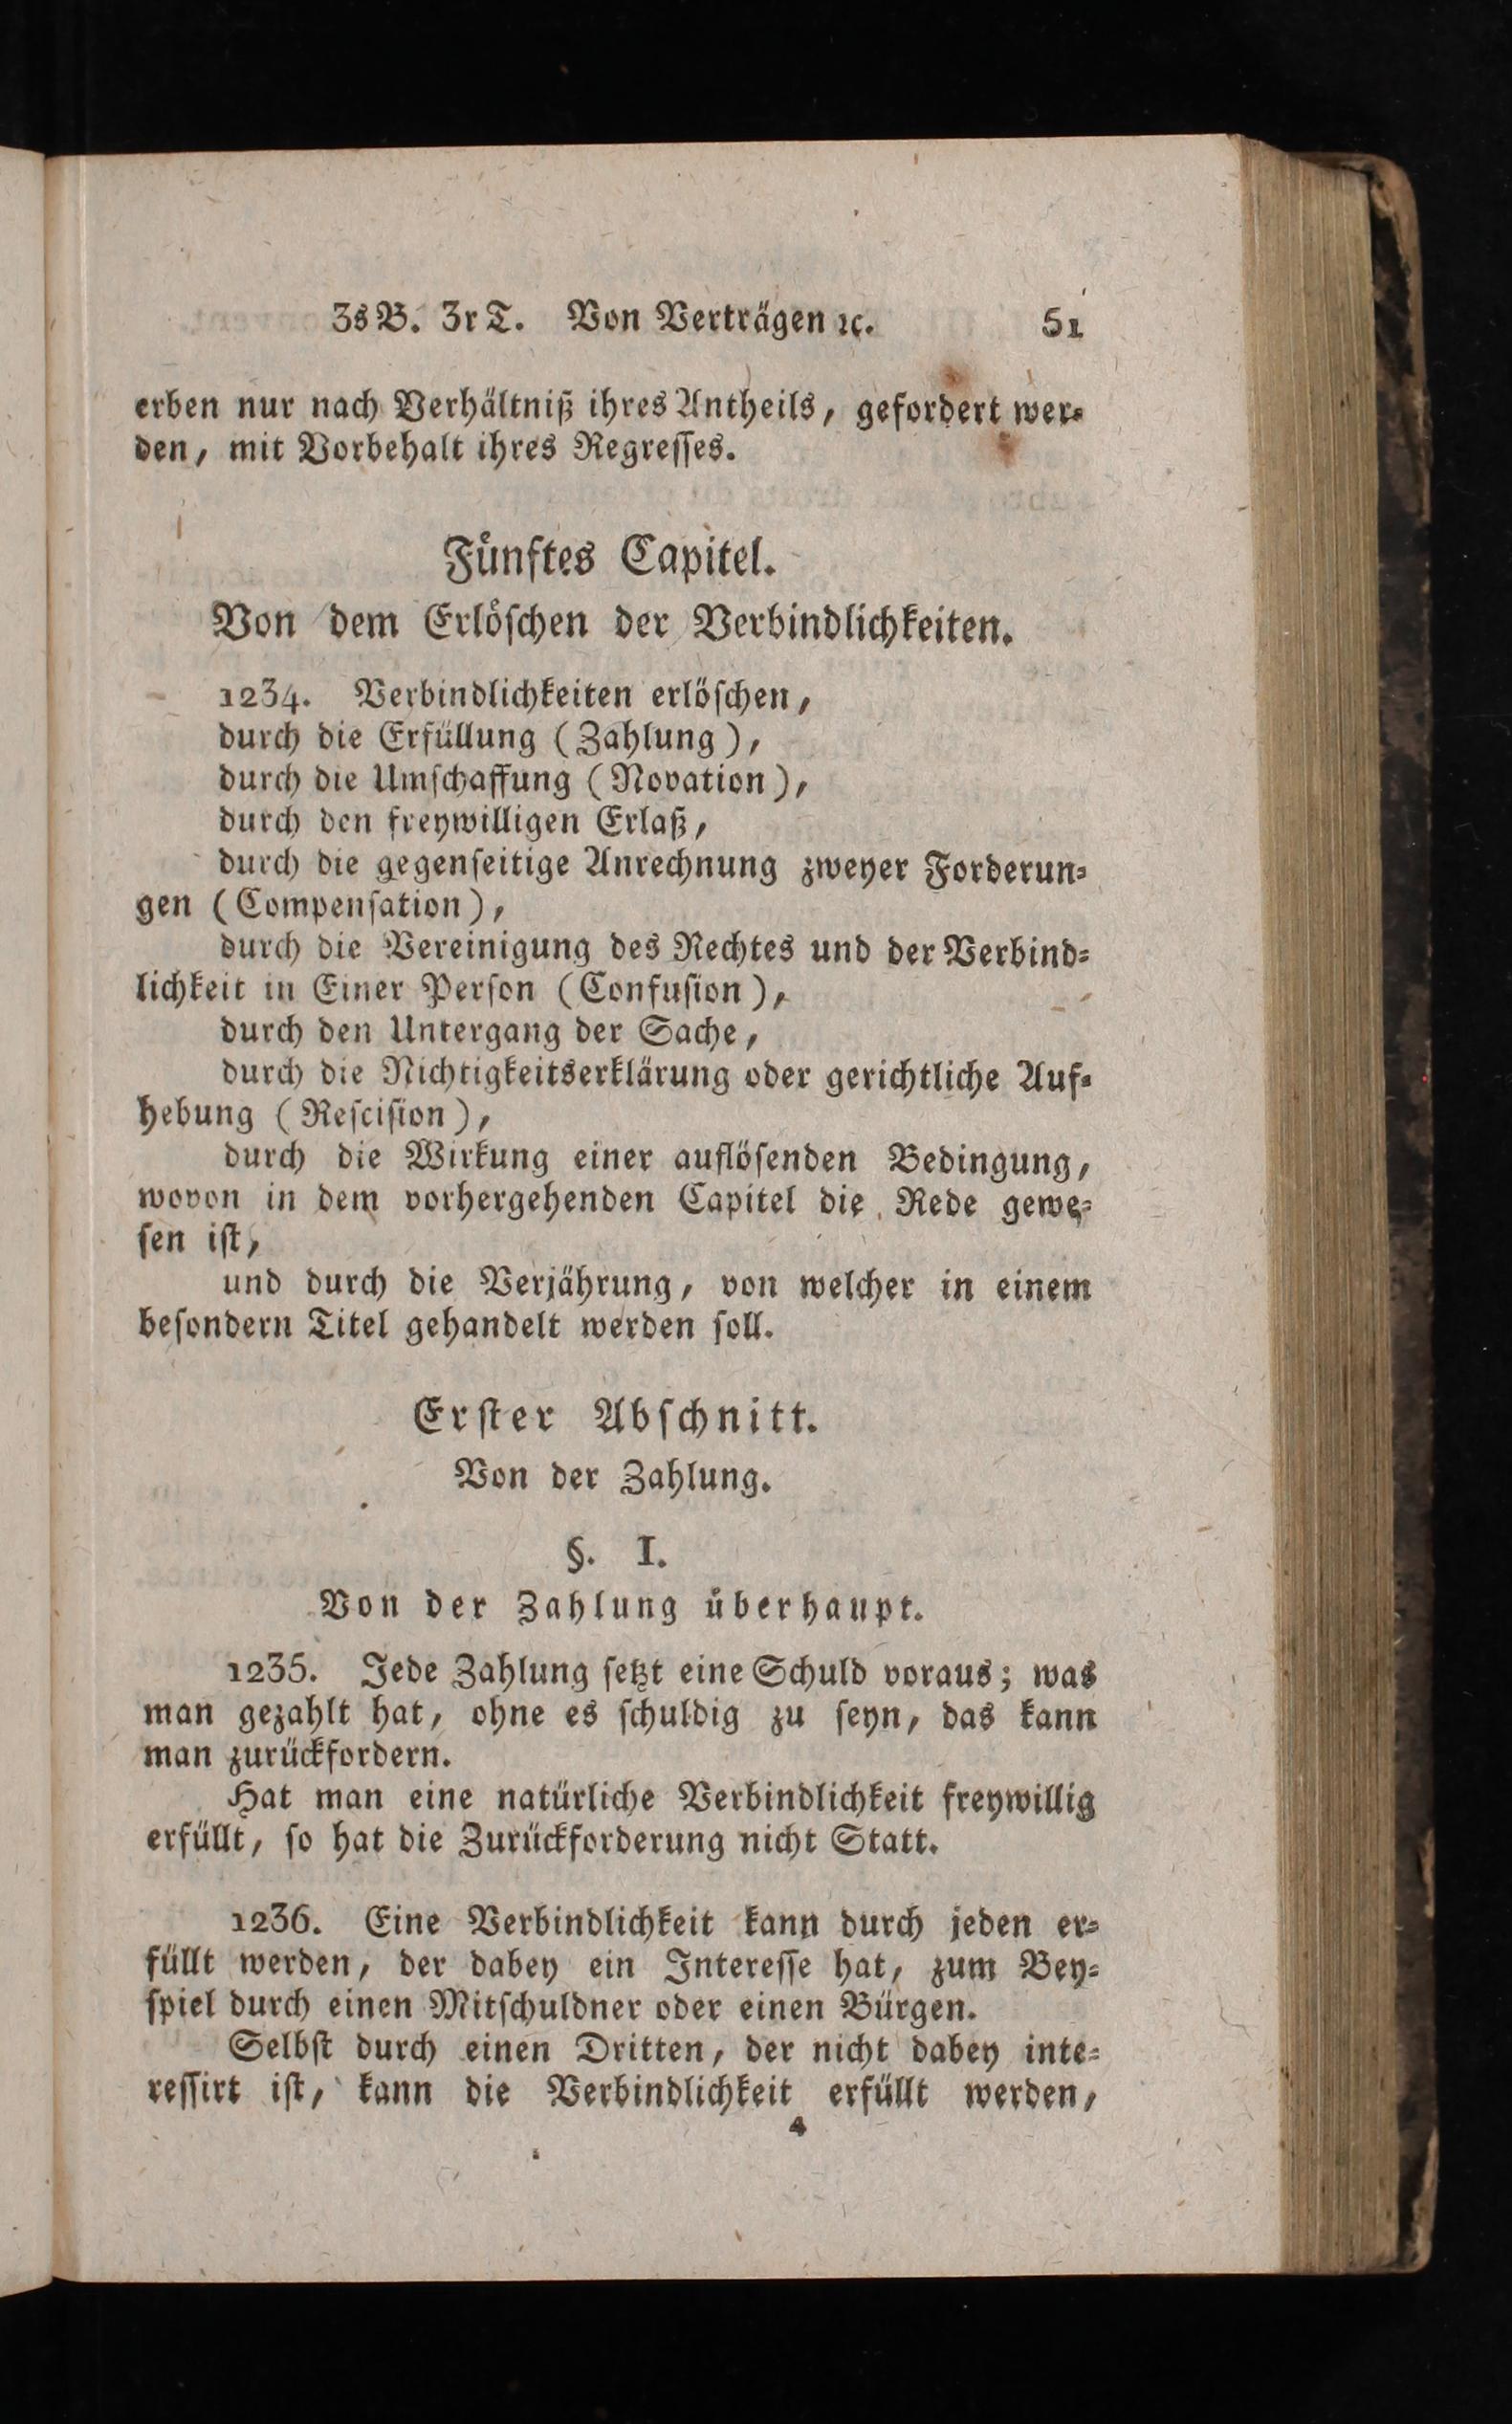 3s B. 3r T. Von Verträgen ꝛc. 51
erben nur nach Verhältniß ihres Antheils, gefordert wer-
den, mit Vorbehalt ihres Regresses.
Fünftes Capitel.
Von dem Erlöschen der Verbindlichkeiten.
1234. Verbindlichkeiten erlöschen,
durch die Erfüllung (Zahlung),
durch die Umschaffung (Novation),
durch den freywilligen Erlaß,
durch die gegenseitige Anrechnung zweyer Forderun-
gen (Compensation),
durch die Vereinigung des Rechtes und der Verbind-
lichkeit in Einer Person (Confusion),
durch den Untergang der Sache,
durch die Nichtigkeitserklärung oder gerichtliche Auf-
hebung (Rescision),
durch die Wirkung einer auflösenden Bedingung,
wovon in dem vorhergehenden Capitel die Rede gewe-
sen ist,
und durch die Verjährung, von welcher in einem
besondern Titel gehandelt werden soll.
Erster Abschnitt.
Von der Zahlung.
§. I.
Von der Zahlung überhaupt.
1235. Jede Zahlung setzt eine Schuld voraus; was
man gezahlt hat, ohne es schuldig zu seyn, das kann
man zurückfordern.
Hat man eine natürliche Verbindlichkeit freywillig
erfüllt, so hat die Zurückforderung nicht Statt.
1236. Eine Verbindlichkeit kann durch jeden er-
füllt werden, der dabey ein Interesse hat, zum Bey-
spiel durch einen Mitschuldner oder einen Bürgen.
Selbst durch einen Dritten, der nicht dabey inte-
ressirt ist, kann die Verbindlichkeit erfüllt werden,
4